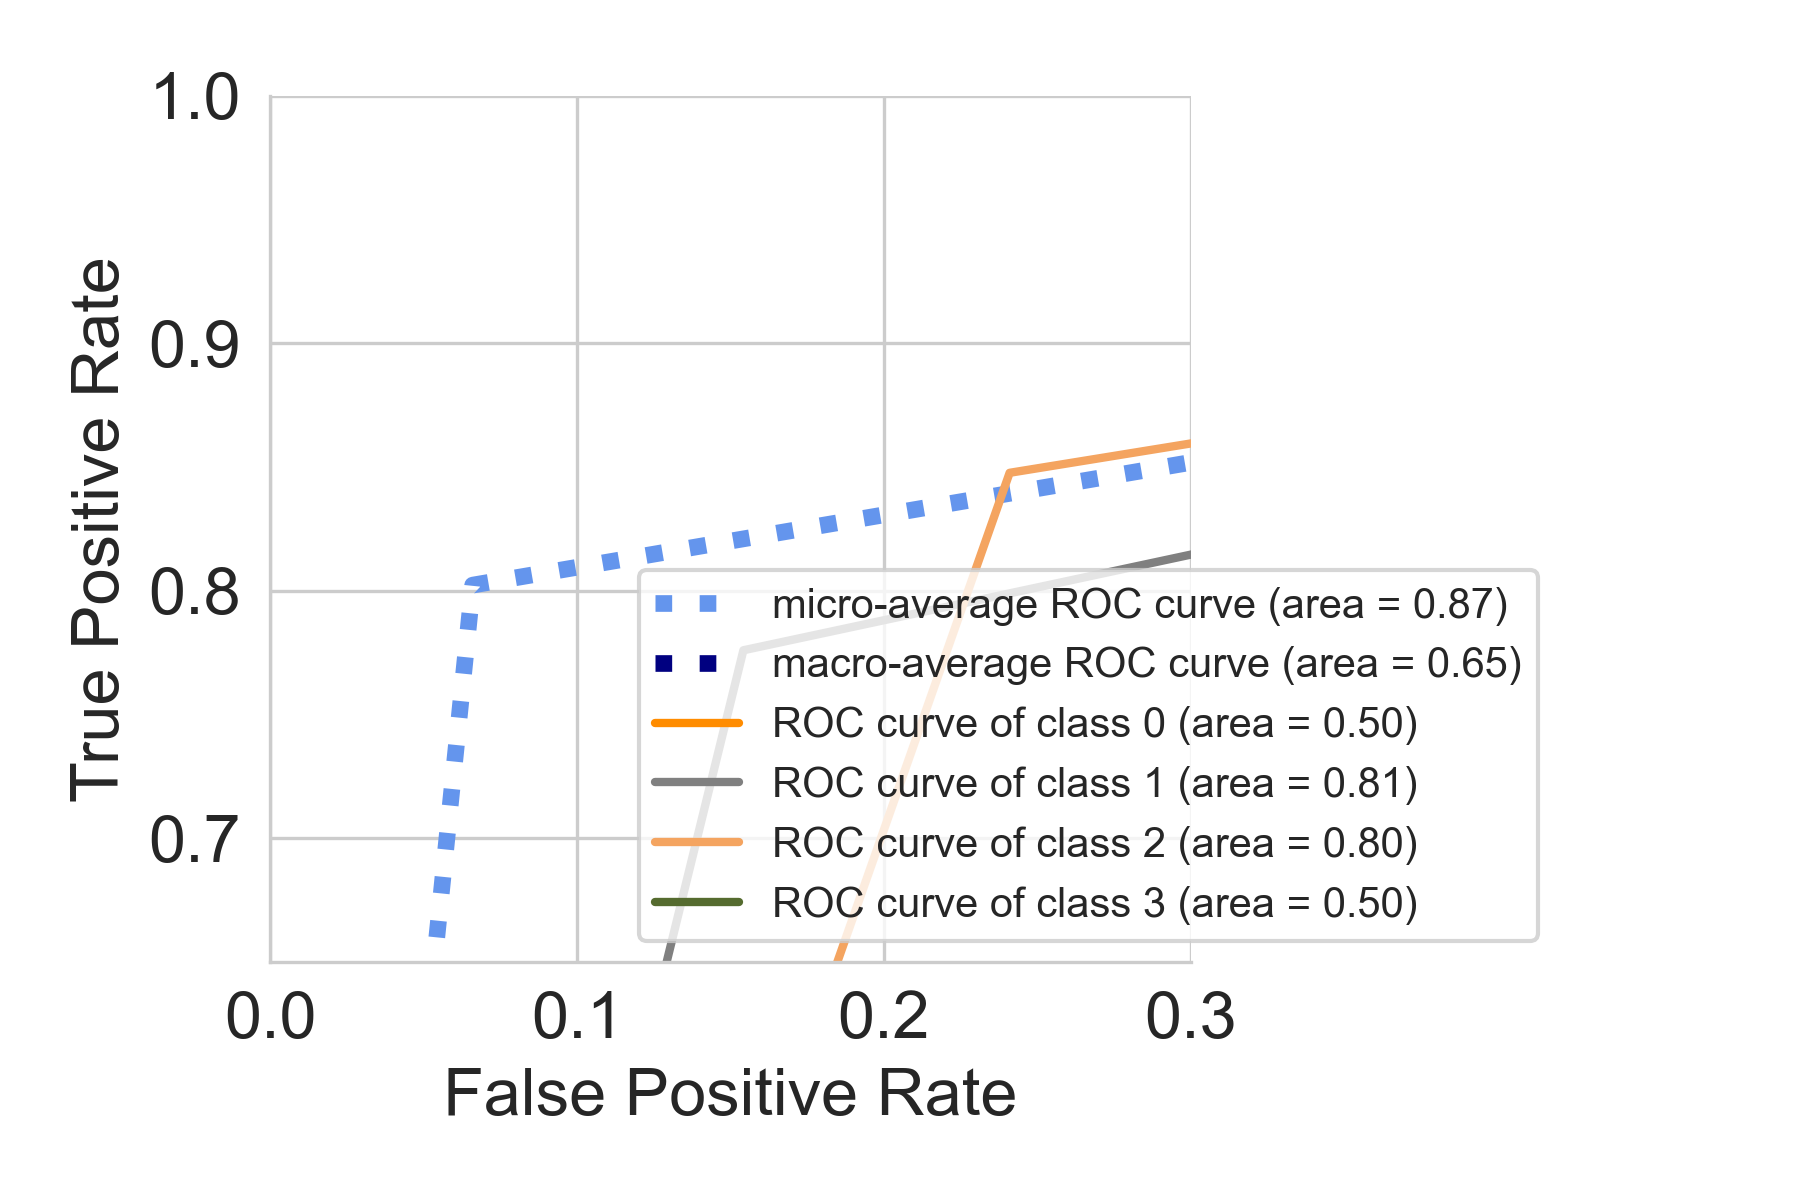 1.0
0.9
0.8
0.7
True Positive Rate
0.0 0.1 0.2 0.3
False Positive Rate
micro-average ROC curve (area = 0.87)
macro-average ROC curve (area = 0.65)
ROC curve of class 0 (area = 0.50)
ROC curve of class 1 (area = 0.81)
ROC curve of class 2 (area = 0.80)
ROC curve of class 3 (area = 0.50)